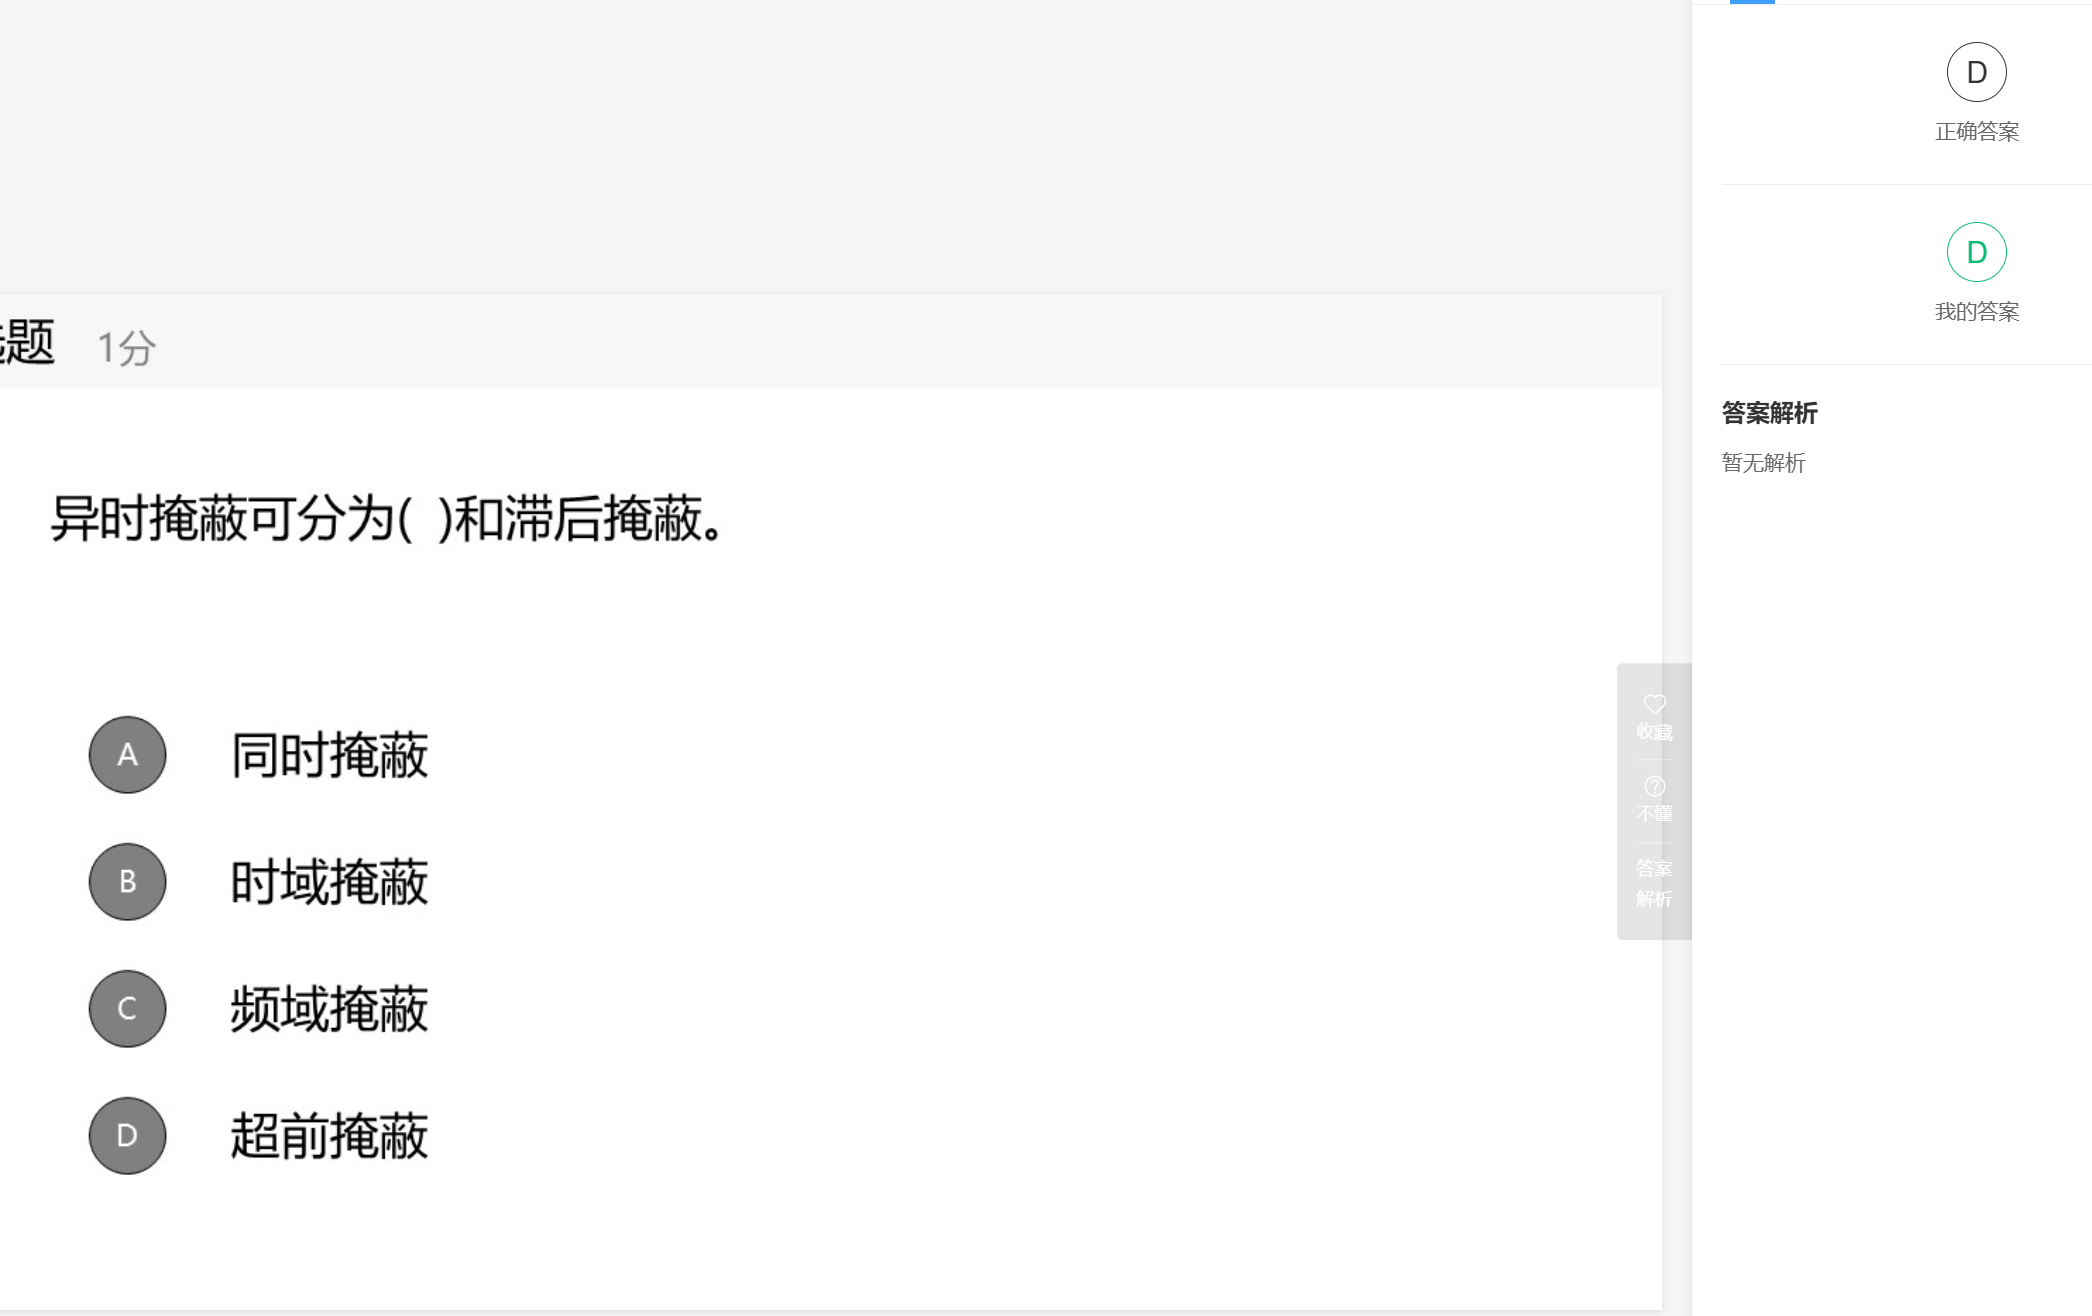 题 1分
异时掩蔽可分为( )和滞后掩蔽。
A 同时掩蔽
B 时域掩蔽
C 频域掩蔽
D 超前掩蔽
收藏
不懂
答案
解析
D
正确答案
D
我的答案
答案解析
暂无解析